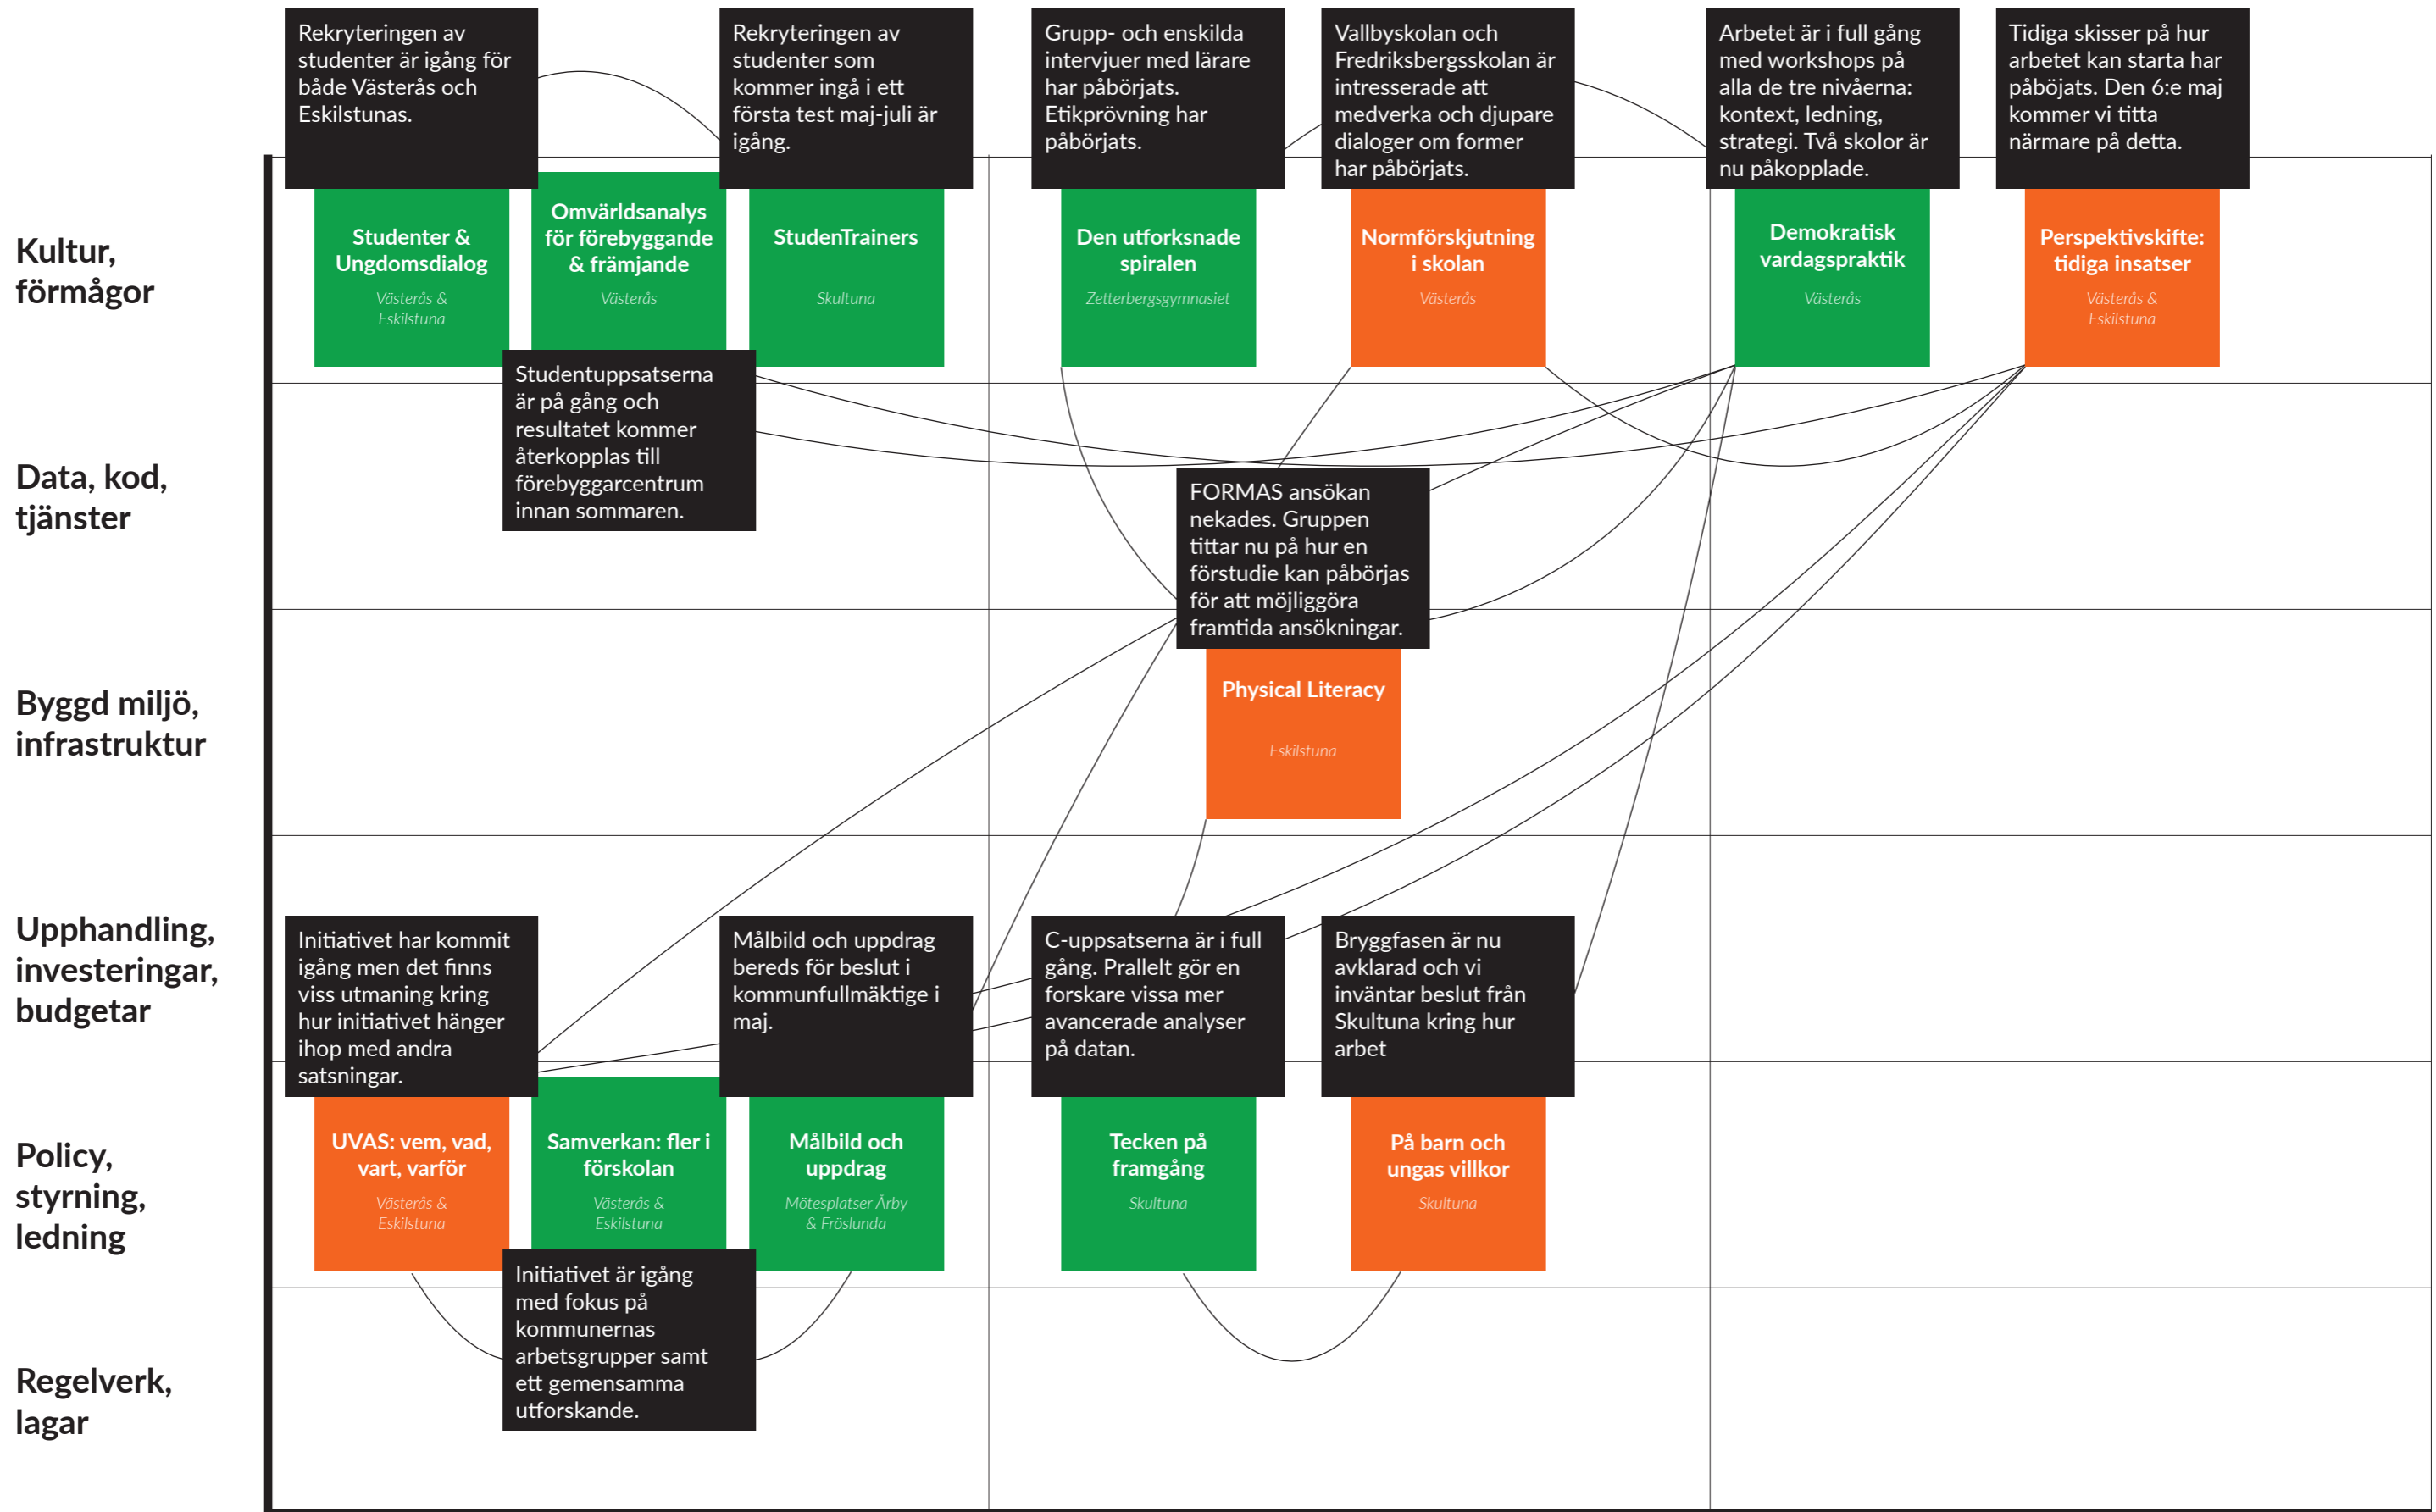 Rekryteringen av
studenter är igång för
både Västerås och
Eskilstunas.
Rekryteringen av
studenter som
kommer ingå i ett
första test maj-juli är
igång.
Grupp- och enskilda
intervjuer med lärare
har påbörjats.
Etikprövning har
påbörjats.
Vallbyskolan och
Fredriksbergsskolan är
intresserade att
medverka och djupare
dialoger om former
har påbörjats.
Arbetet är i full gång
med workshops på
alla de tre nivåerna:
kontext, ledning,
strategi. Två skolor är
nu påkopplade.
Tidiga skisser på hur
arbetet kan starta har
påböjats. Den 6:e maj
kommer vi titta
närmare på detta.
Kultur,
förmågor
Studenter &
Ungdomsdialog
Västerås &
Eskilstuna
Omvärldsanalys
för förebyggande
& främjande
Västerås
StudenTrainers
Skultuna
Den utforksnade
spiralen
Zetterbergsgymnasiet
Normförskjutning
i skolan
Västerås
Demokratisk
vardagspraktik
Västerås
Perspektivskifte:
tidiga insatser
Västerås &
Eskilstuna
Studentuppsatserna
är på gång och
resultatet kommer
återkopplas till
förebyggarcentrum
innan sommaren.
Data, kod,
tjänster
FORMAS ansökan
nekades. Gruppen
tittar nu på hur en
förstudie kan påbörjas
för att möjliggöra
framtida ansökningar.
Byggd miljö,
infrastruktur
Physical Literacy
Eskilstuna
Upphandling,
investeringar,
budgetar
Initiativet har kommit
igång men det finns
viss utmaning kring
hur initiativet hänger
ihop med andra
satsningar.
Målbild och uppdrag
bereds för beslut i
kommunfullmäktige i
maj.
C-uppsatserna är i full
gång. Prallelt gör en
forskare vissa mer
avancerade analyser
på datan.
Bryggfasen är nu
avklarad och vi
inväntar beslut från
Skultuna kring hur
arbet
Policy,
styrning,
ledning
UVAS: vem, vad,
vart, varför
Västerås &
Eskilstuna
Samverkan: fler i
förskolan
Västerås &
Eskilstuna
Målbild och
uppdrag
Mötesplatser Årby
& Fröslunda
Tecken på
framgång
Skultuna
På barn och
ungas villkor
Skultuna
Initiativet är igång
med fokus på
kommunernas
arbetsgrupper samt
ett gemensamma
utforskande.
Regelverk,
lagar